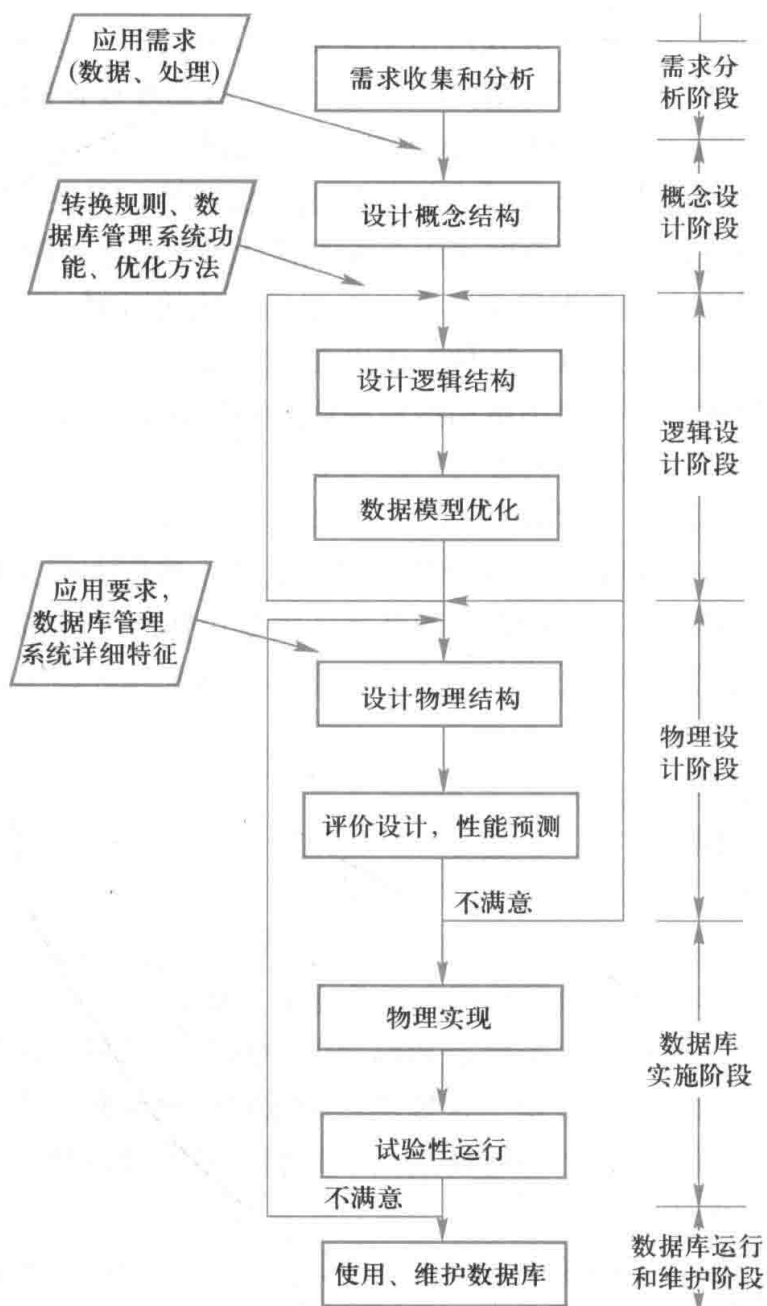 应用需求
(数据、处理)
需求收集和分析
需求分
析阶段
转换规则、数
据库管理系统功
能、优化方法
设计概念结构
概念设
计阶段
设计逻辑结构
数据模型优化
逻辑设
计阶段
应用要求，
数据库管理
系统详细特征
设计物理结构
评价设计，性能预测
不满意
物理设
计阶段
物理实现
试验性运行
不满意
数据库
实施阶段
使用、维护数据库
数据库运行
和维护阶段